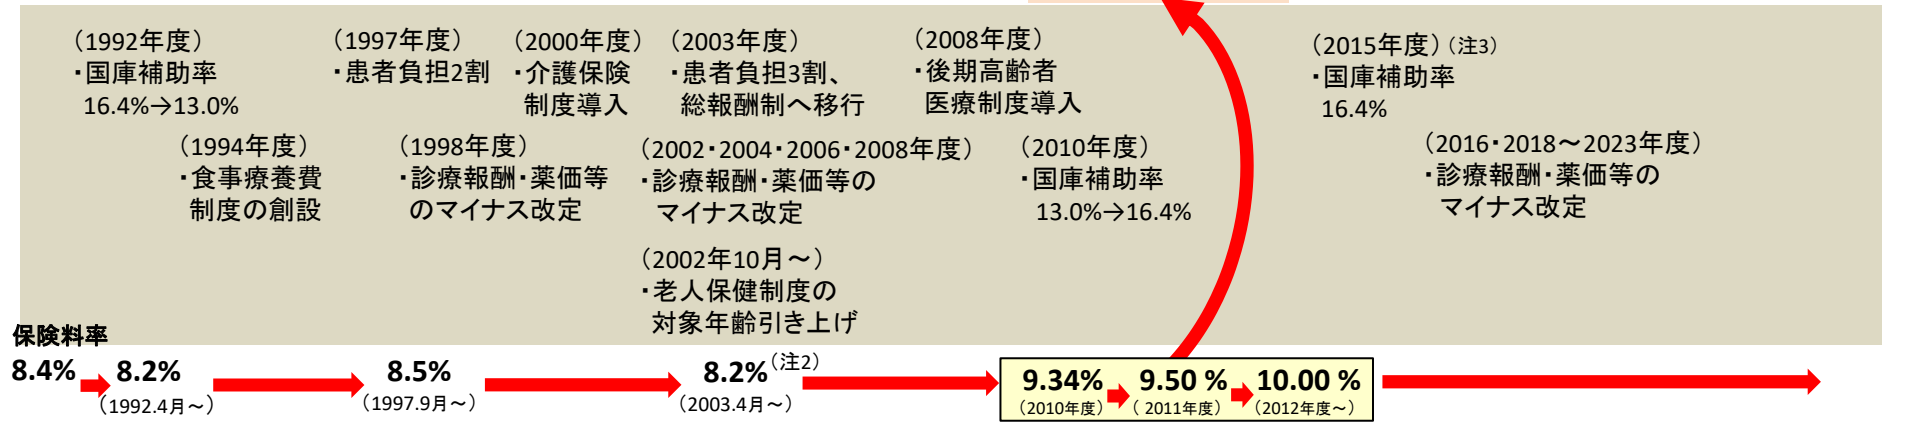 (1992年度)
・国庫補助率
16.4%→13.0%
(1997年度)
・患者負担2割
(2000年度)
・介護保険
制度導入
(2003年度)
・患者負担3割、
総報酬制へ移行
(2008年度)
・後期高齢者
医療制度導入
(2015年度)(注3)
・国庫補助率
16.4%
(1994年度)
・食事療養費
制度の創設
(1998年度)
・診療報酬・薬価等
のマイナス改定
(2002・2004・2006・2008年度)
・診療報酬・薬価等の
マイナス改定
(2010年度)
・国庫補助率
13.0%→16.4%
(2016・2018～2023年度)
・診療報酬・薬価等の
マイナス改定
(2002年10月～)
・老人保健制度の
対象年齢引き上げ
保険料率
8.4%
8.2%
(1992.4月～)
8.5%
(1997.9月～)
8.2%(注2)
(2003.4月～)
9.34%
(2010年度)
9.50 %
( 2011年度)
10.00 %
(2012年度～)